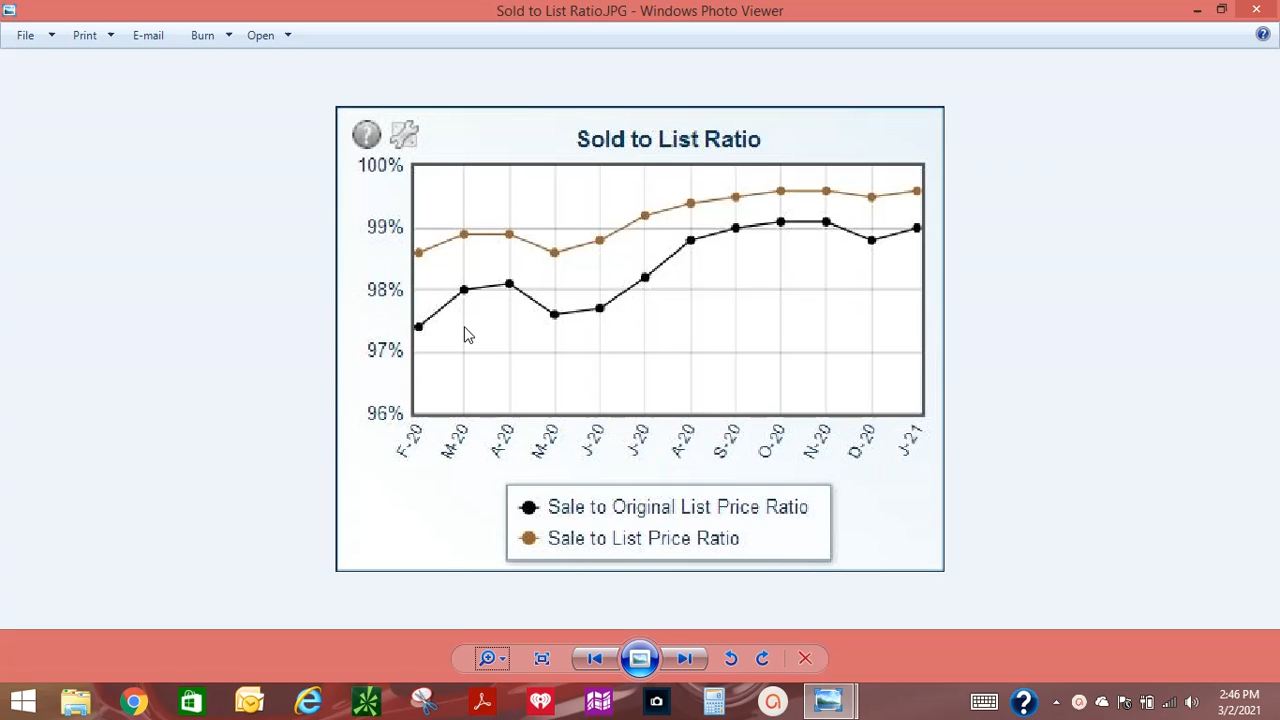 Sold to List Ratio.JPG - Windows Photo Viewer
File Print E-mail Burn Open
Sold to List Ratio
100%
99%
98%
97%
96%
F-20 M-20 A-20 M-20 J-20 J-20 A-20 S-20 O-20 N-20 D-20 J-21
Sale to Original List Price Ratio
Sale to List Price Ratio
2:46 PM
3/2/2021